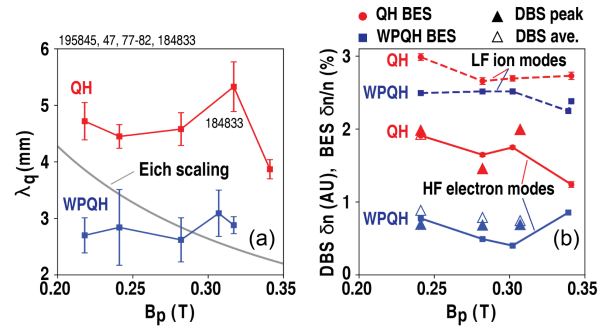 195845, 47, 77-82, 184833
6
5
4
3
2
λq (mm)
QH
184833
Eich scaling
WPQH
(a)
0.20
0.25
0.30
0.35
Bp (T)
QH BES
DBS peak
WPQH BES
DBS ave.
3
2
1
0
DBS δn (AU), BES δn/n (%)
QH
LF ion modes
WPQH
QH
HF electron modes
WPQH
(b)
0.20
0.25
0.30
0.35
Bp (T)